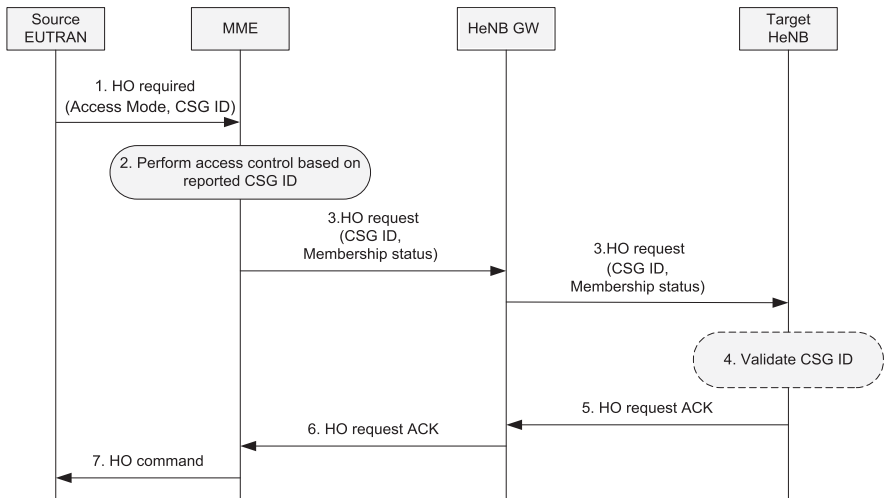 Source
EUTRAN
MME
HeNB GW
Target
HeNB
1. HO required
(Access Mode, CSG ID)
2. Perform access control based on
reported CSG ID
3.HO request
(CSG ID,
Membership status)
3.HO request
(CSG ID,
Membership status)
4. Validate CSG ID
5. HO request ACK
6. HO request ACK
7. HO command